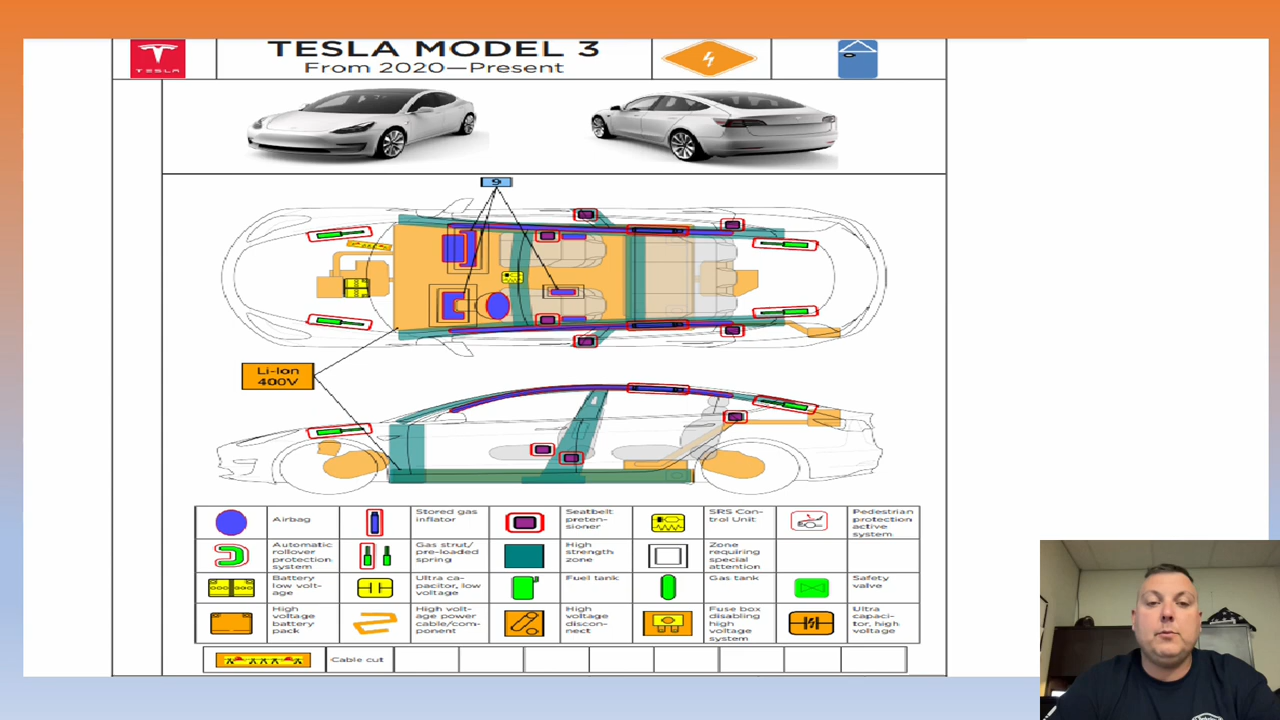 TESLA
TESLA MODEL 3
From 2020—Present
9
Li-Ion
400V
Airbag
Stored gas
inflator
Seatbelt
preten-
sioner
SRS Con-
trol Unit
Pedestrian
protection
active
system
Automatic
rollover
protection
system
Gas strut/
pre-loaded
spring
High
strength
zone
Zone
requiring
special
attention
Battery
low volt-
age
Ultra ca-
pacitor, low
voltage
Fuel tank
Gas tank
Safety
valve
High
voltage
battery
pack
High volt-
age power
cable/com-
ponent
High
voltage
discon-
nect
Fuse box
disabling
high
voltage
system
Ultra
capaci-
tor, high
voltage
Cable cut